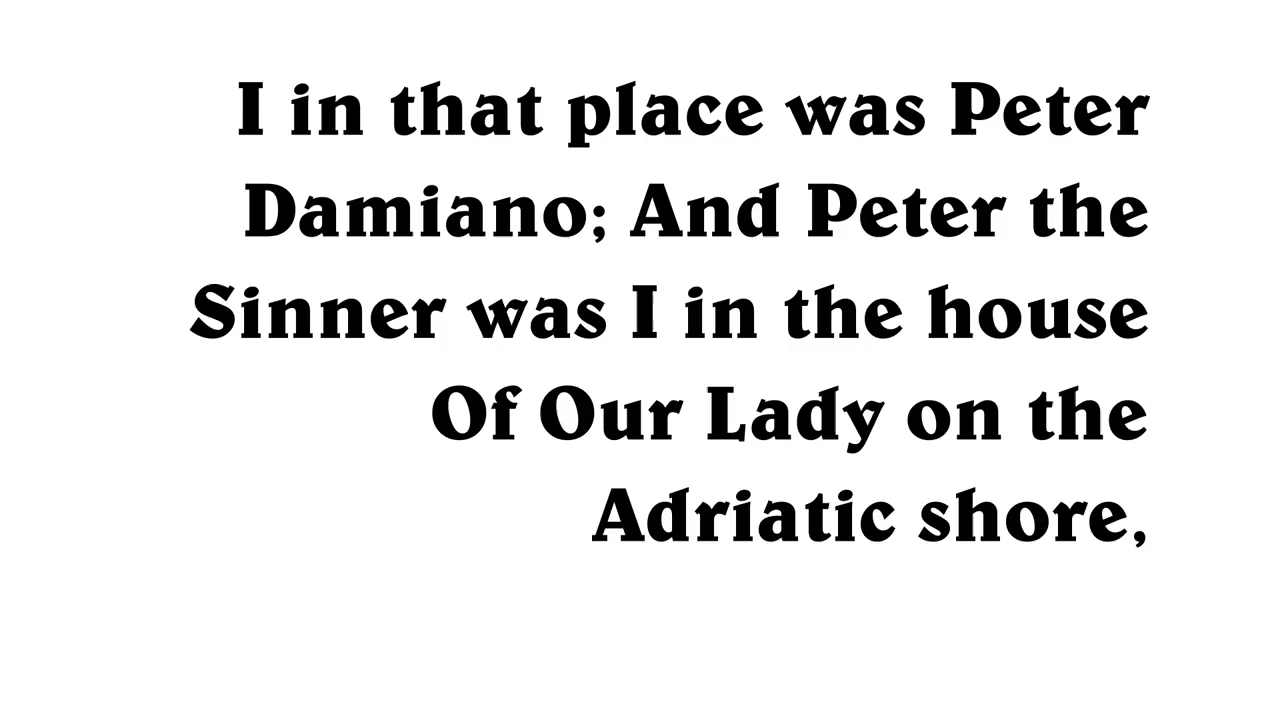 I in that place was Peter
Damiano; And Peter the
Sinner was I in the house
Of Our Lady on the
Adriatic shore,